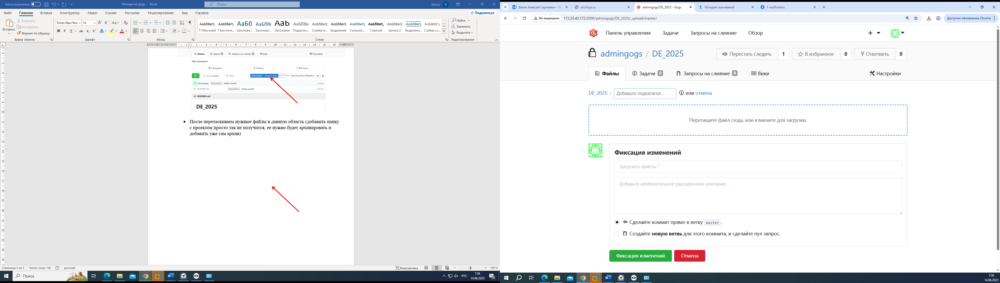 Автосохранение
Методичка gogs - Word
Поиск
Demo
D
Файл Главная Вставка Конструктор Макет Ссылки Рассылки Рецензирование Вид Справка
Поделиться
Вставить
Вырезать
Копировать
Формат по образцу
Буфер обмена
Times New Ron 14
Aa
Ж К Ч ab x₂ x²
Шрифт
Абзац
АаБбВвГг, АаБбВвГг, АаБб АаБбВ АаЬ АаБбВв АаБбВвГг АаБбВвГг АаБбВвГг АаБбВвГг, АаБбВвГг АаБбВвГг ААБББВГГ
¶ Обычный ¶ Без инте... Заголово... Заголово... Заголовок Подзагол... Слабое в... Выделение Сильное... Строгий Цитата 2 Выделенн... Слабая сс...
Стили
Найти
Заменить
Выделить
Редактирование
Файлы Задачи 0 Запросы на слияние 0 Вики Настройки
Нет описания
1 Коммиты 1 Ветки 0 Релизы
Ветка: master DE_2025 Новый файл Загрузить файл HTTP SSH http://localhost:3000/admin
admingogs Initial commit сейчас
README.md Initial commit сейчас
README.md
DE_2025
• После перетаскиваем нужные файлы в данную область (добавить папку
с проектом просто так не получится, ее нужно будет архивировать и
добавить уже сам архив)
Страница 5 из 5 Число слов: 156 русский
Фокусировка
100 %
Поиск
РУС
7:56
14.06.2025
11
Вагин Алексей Сергеевич - Ou
drs.firpo.ru
admingogs/DE_2025 - Gogs
История скачиваний
1 notification
Не защищено
172.25.43.172:3000/admingogs/DE_2025/_upload/master/
Доступно обновление Chrome
Панель управления Задачи Запросы на слияние Обзор
admingogs / DE_2025
Перестать следить 1 В избранное 0 Ответвить 0
Файлы Задачи 0 Запросы на слияние 0 Вики Настройки
DE_2025 / Добавьте подкаталог... или отмена
Перетащите файл сюда, или кликните для загрузки.
Фиксация изменений
Загрузить файлы ''
Добавьте необязательное расширенное описание...
Сделайте коммит прямо в ветку master.
Создайте новую ветвь для этого коммита, и сделайте пул запрос.
Фиксация изменений Отмена
7:56
14.06.2025